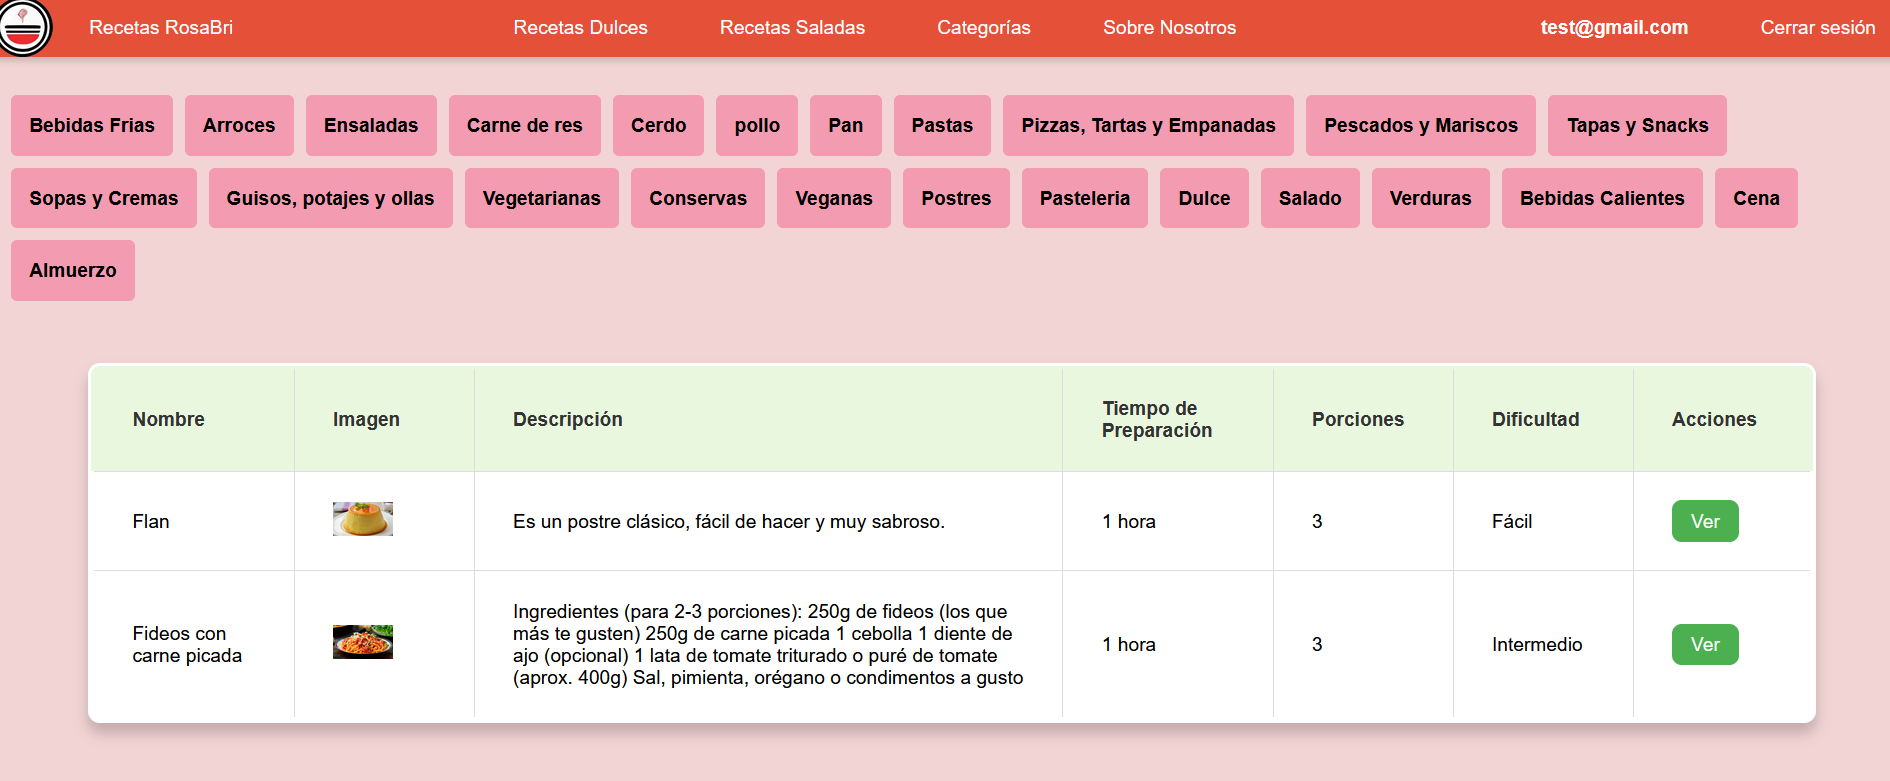 Recetas RosaBri Recetas Dulces Recetas Saladas Categorías Sobre Nosotros test@gmail.com Cerrar sesión
Bebidas Frias Arroces Ensaladas Carne de res Cerdo pollo Pan Pastas Pizzas, Tartas y Empanadas Pescados y Mariscos Tapas y Snacks
Sopas y Cremas Guisos, potajes y ollas Vegetarianas Conservas Veganas Postres Pasteleria Dulce Salado Verduras Bebidas Calientes Cena
Almuerzo
Nombre Imagen Descripción Tiempo de Preparación Porciones Dificultad Acciones
Flan Es un postre clásico, fácil de hacer y muy sabroso. 1 hora 3 Fácil Ver
Fideos con
carne picada
Ingredientes (para 2-3 porciones): 250g de fideos (los que
más te gusten) 250g de carne picada 1 cebolla 1 diente de
ajo (opcional) 1 lata de tomate triturado o puré de tomate
(aprox. 400g) Sal, pimienta, orégano o condimentos a gusto
1 hora 3 Intermedio Ver